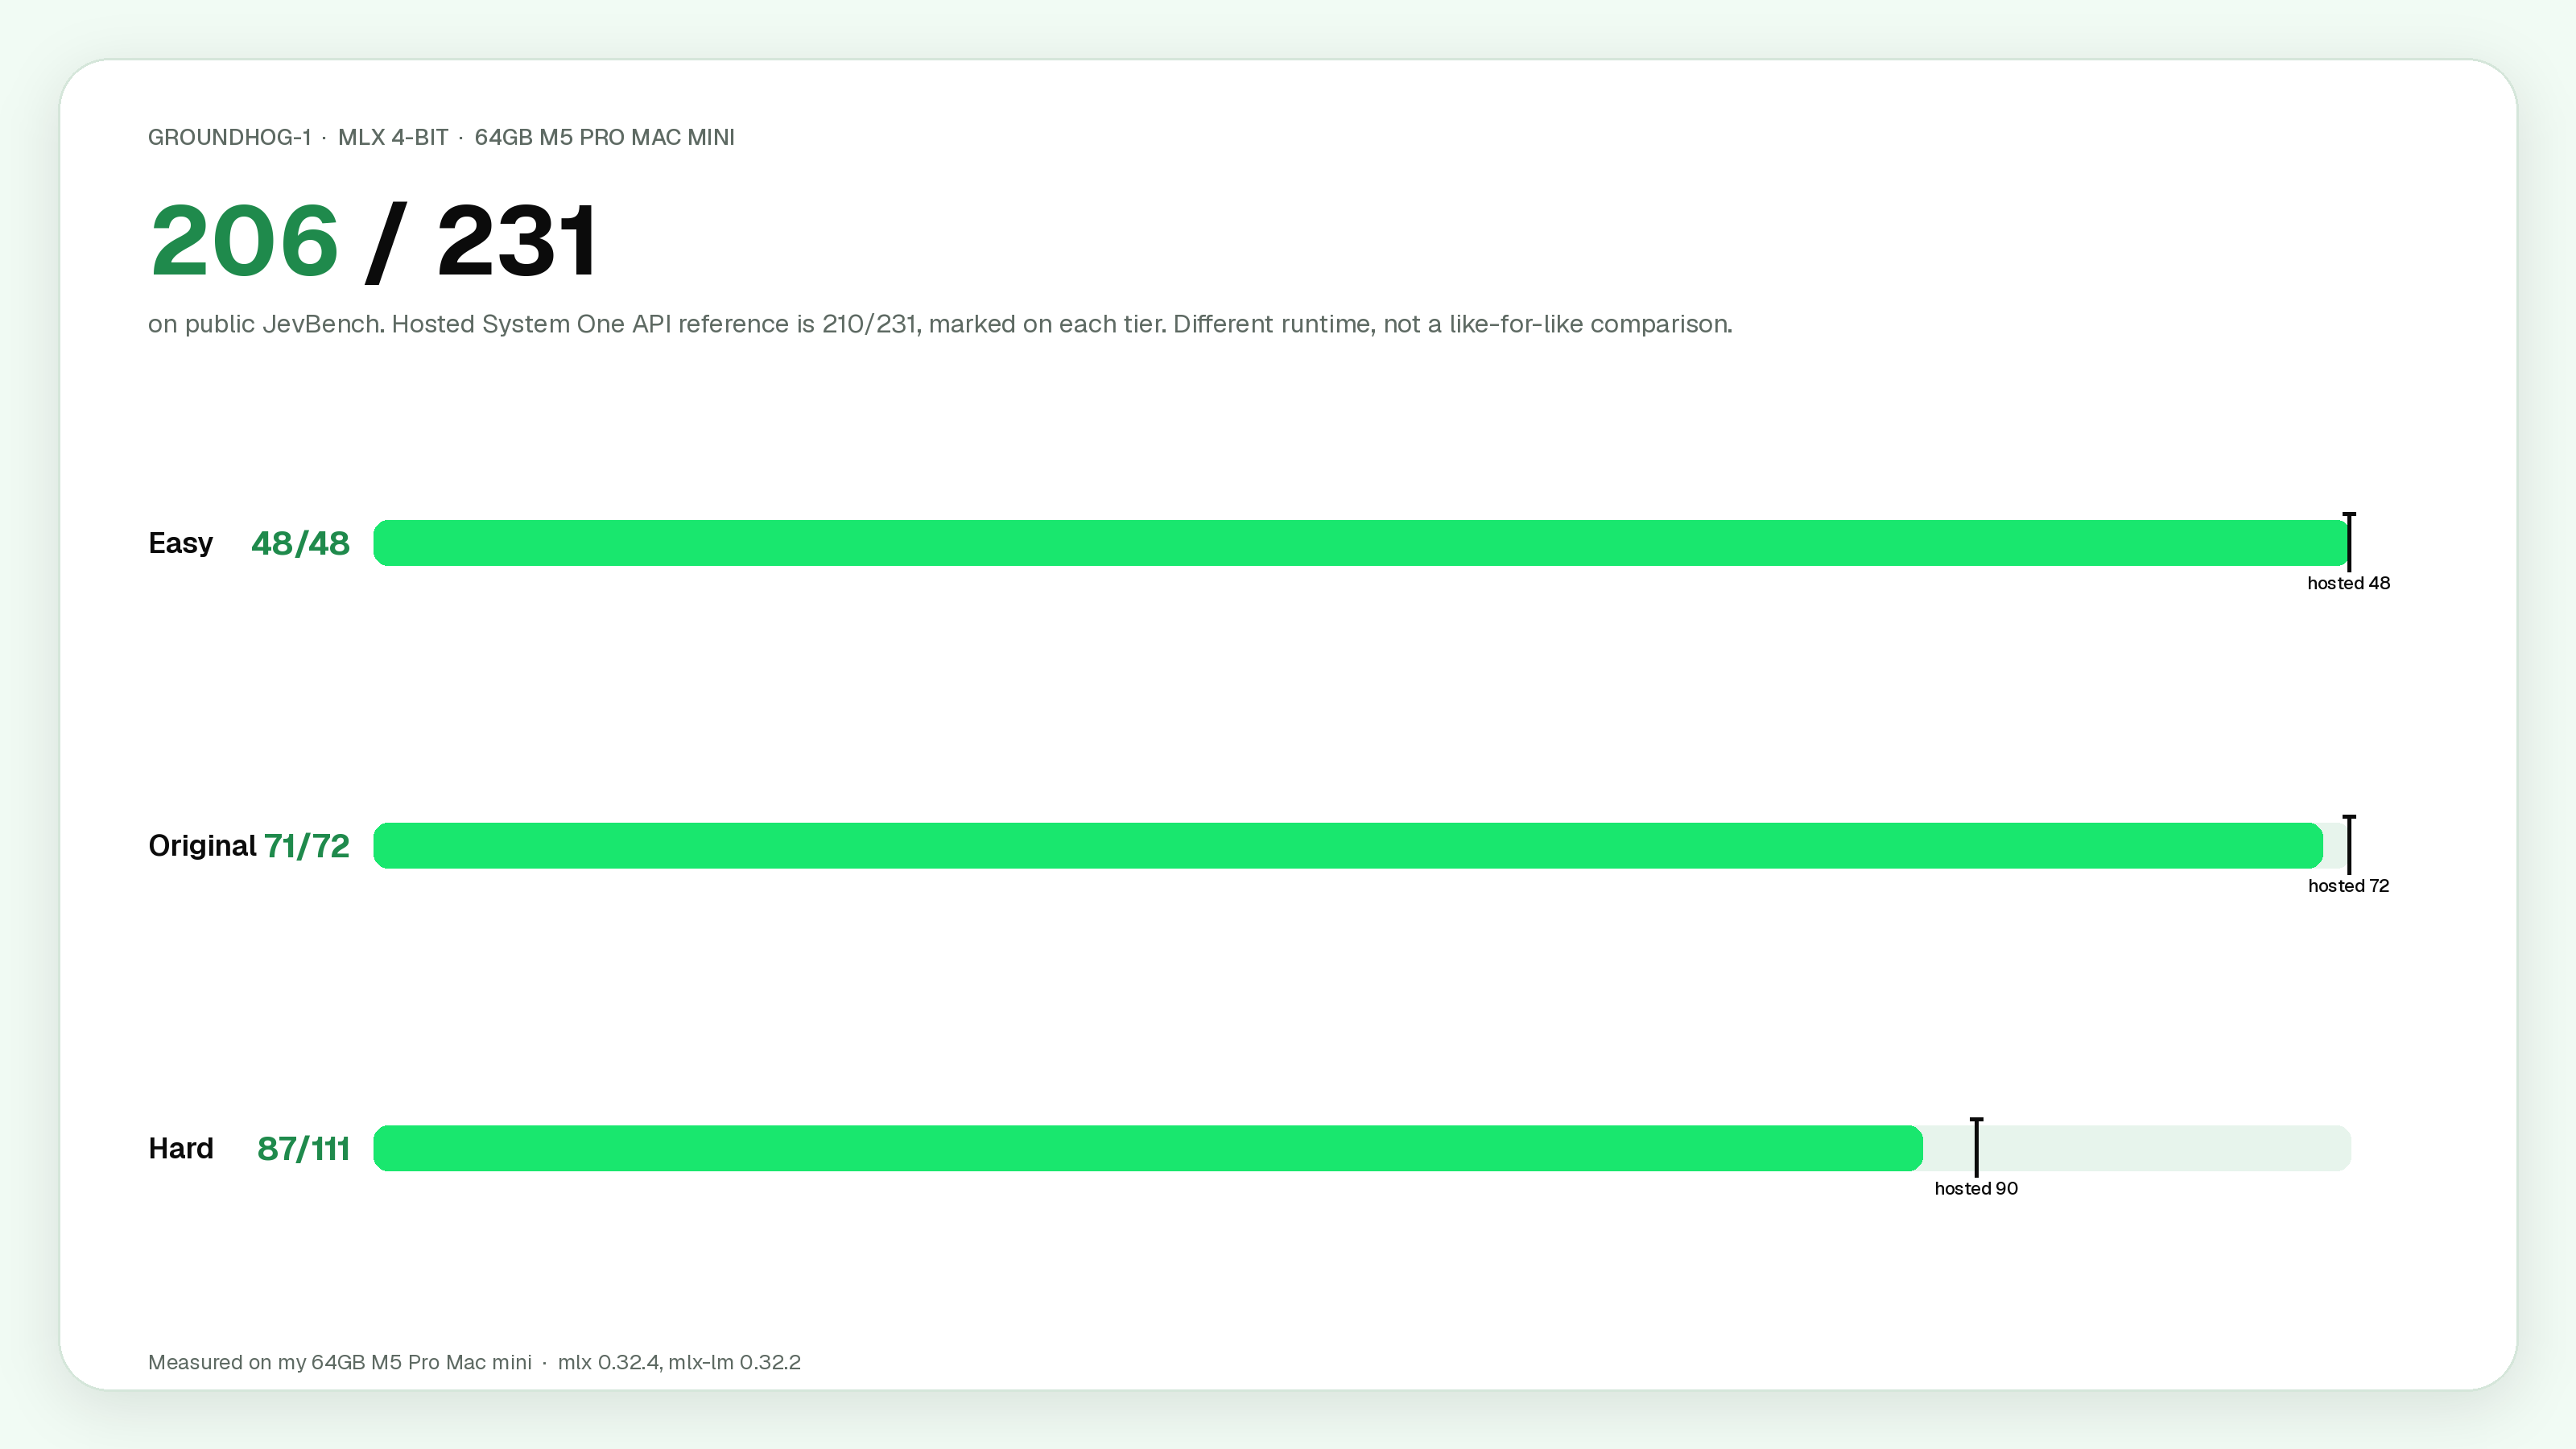 GROUNDHOG-1 · MLX 4-BIT · 64GB M5 PRO MAC MINI
206 / 231
on public JevBench. Hosted System One API reference is 210/231, marked on each tier. Different runtime, not a like-for-like comparison.
Easy 48/48
hosted 48
Original 71/72
hosted 72
Hard 87/111
hosted 90
Measured on my 64GB M5 Pro Mac mini · mlx 0.32.4, mlx-lm 0.32.2